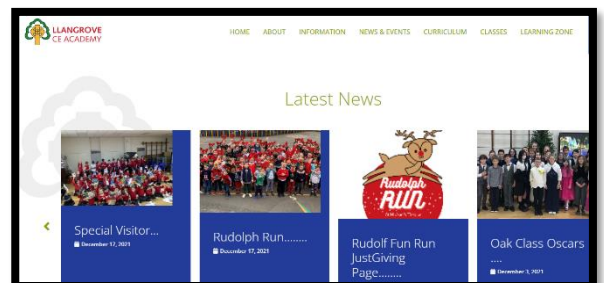 LLANGROVE
CE ACADEMY
HOME ABOUT INFORMATION NEWS & EVENTS CURRICULUM CLASSES LEARNING ZONE
Latest News
Rudolph
RUN
Special Visitor...
December 17, 2021
Rudolph Run........
December 17, 2021
Rudolf Fun Run
JustGiving
Page........
Oak Class Oscars
....
December 3, 2021